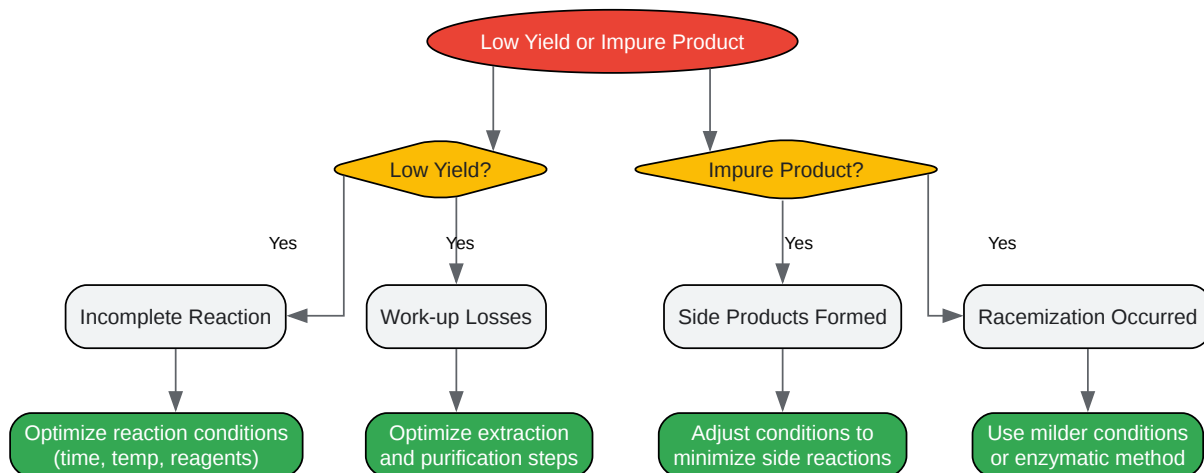 Low Yield or Impure Product
Low Yield?
Impure Product?
Yes
Yes
Yes
Yes
Incomplete Reaction
Work-up Losses
Side Products Formed
Racemization Occurred
Optimize reaction conditions
(time, temp, reagents)
Optimize extraction
and purification steps
Adjust conditions to
minimize side reactions
Use milder conditions
or enzymatic method